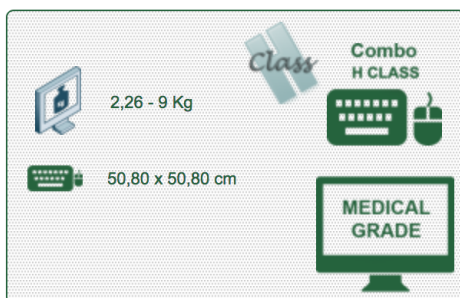 H Class
Combo
H CLASS
2,26 - 9 Kg
50,80 x 50,80 cm
MEDICAL
GRADE